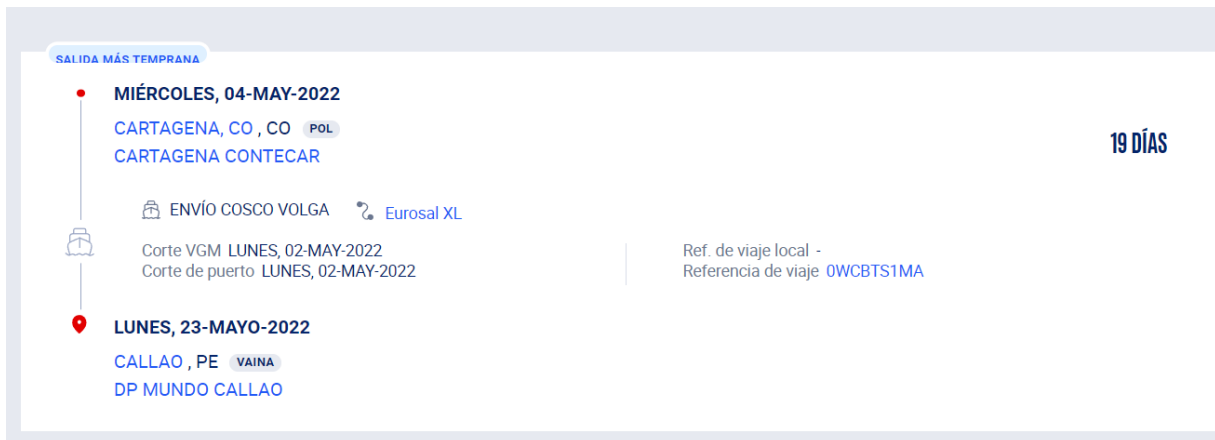 SALIDA MÁS TEMPRANA
MIÉRCOLES, 04-MAY-2022
CARTAGENA, CO , CO POL
CARTAGENA CONTECAR
19 DÍAS
ENVÍO COSCO VOLGA Eurosal XL
Corte VGM LUNES, 02-MAY-2022
Corte de puerto LUNES, 02-MAY-2022
Ref. de viaje local -
Referencia de viaje 0WCBTS1MA
LUNES, 23-MAYO-2022
CALLAO , PE VAINA
DP MUNDO CALLAO